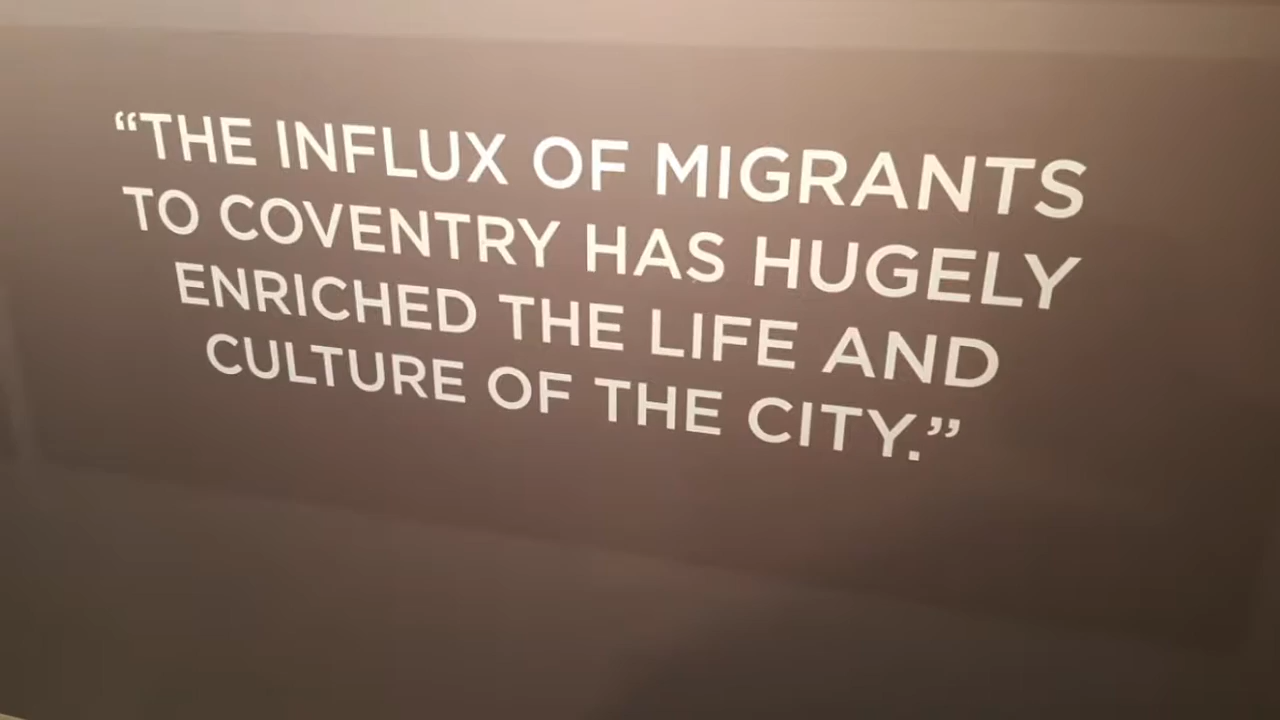 “THE INFLUX OF MIGRANTS
TO COVENTRY HAS HUGELY
ENRICHED THE LIFE AND
CULTURE OF THE CITY.”